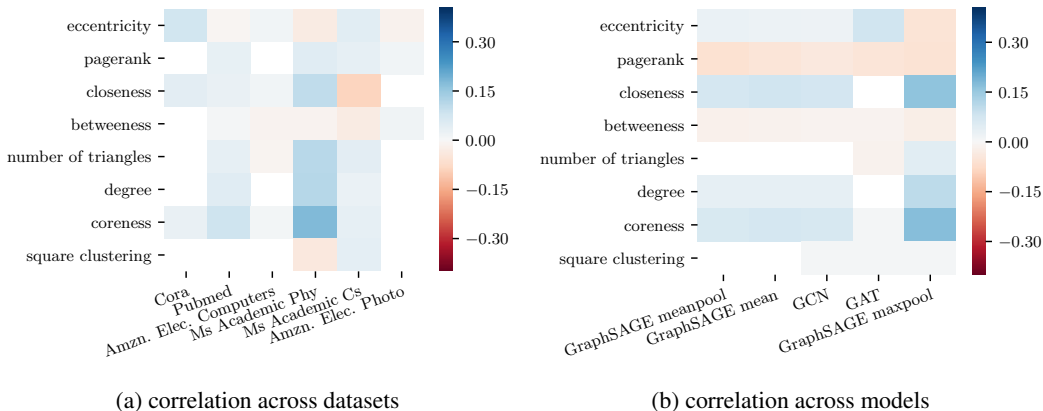 eccentricity
pagerank
closeness
betweeness
number of triangles
degree
coreness
square clustering
Cora
Pubmed
Amzn. Elec. Computers
Ms Academic Phy
Ms Academic Cs
Amzn. Elec. Photo
0.30
0.15
0.00
−0.15
−0.30
(a) correlation across datasets
eccentricity
pagerank
closeness
betweeness
number of triangles
degree
coreness
square clustering
GraphSAGE meanpool
GraphSAGE mean
GCN
GAT
GraphSAGE maxpool
0.30
0.15
0.00
−0.15
−0.30
(b) correlation across models